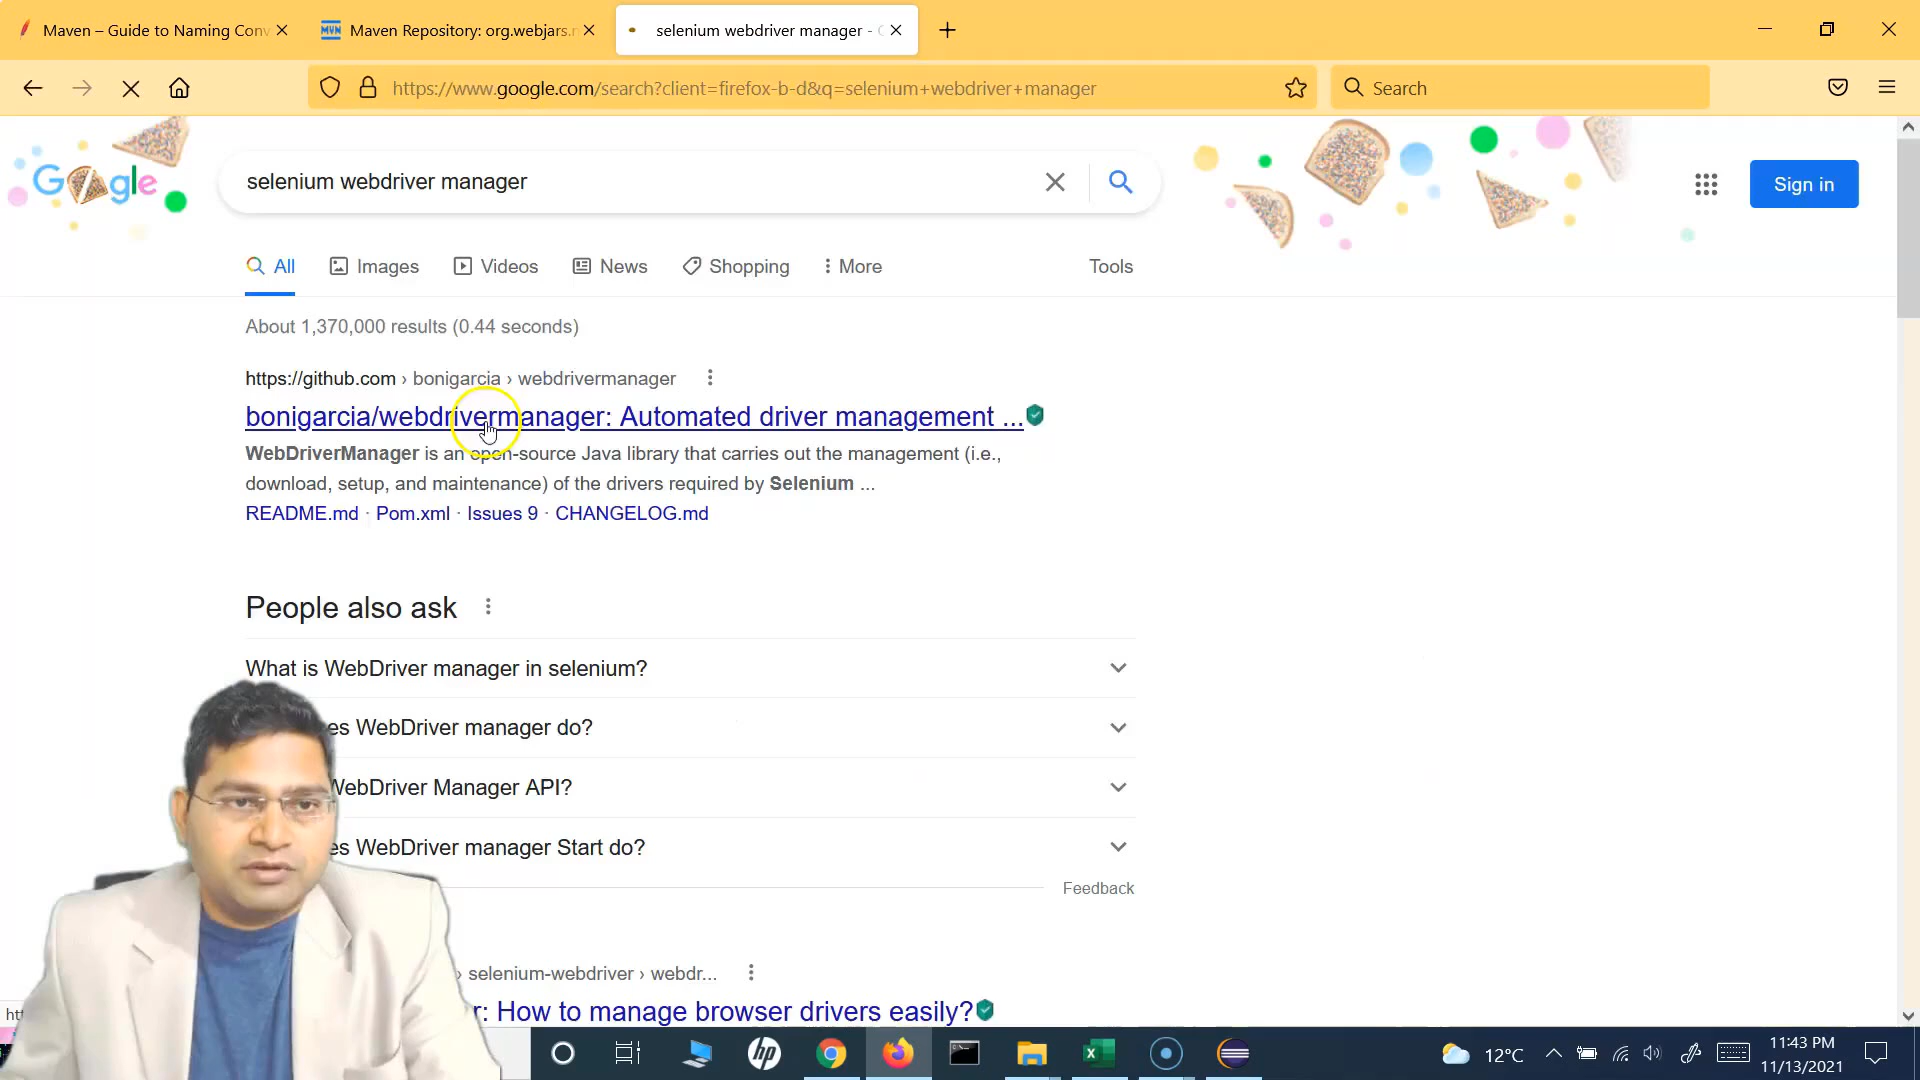 Maven – Guide to Naming Conv
Maven Repository: org.webjars.n
selenium webdriver manager - G
https://www.google.com/search?client=firefox-b-d&q=selenium+webdriver+manager
Search
Google
selenium webdriver manager
Sign in
All
Images
Videos
News
Shopping
More
Tools
About 1,370,000 results (0.44 seconds)
https://github.com › bonigarcia › webdrivermanager
bonigarcia/webdrivermanager: Automated driver management ...
WebDriverManager is an open-source Java library that carries out the management (i.e.,
download, setup, and maintenance) of the drivers required by Selenium ...
README.md · Pom.xml · Issues 9 · CHANGELOG.md
People also ask
What is WebDriver manager in selenium?
es WebDriver manager do?
WebDriver Manager API?
es WebDriver manager Start do?
Feedback
› selenium-webdriver › webdr...
r: How to manage browser drivers easily?
htt
hp
12°C
11:43 PM
11/13/2021